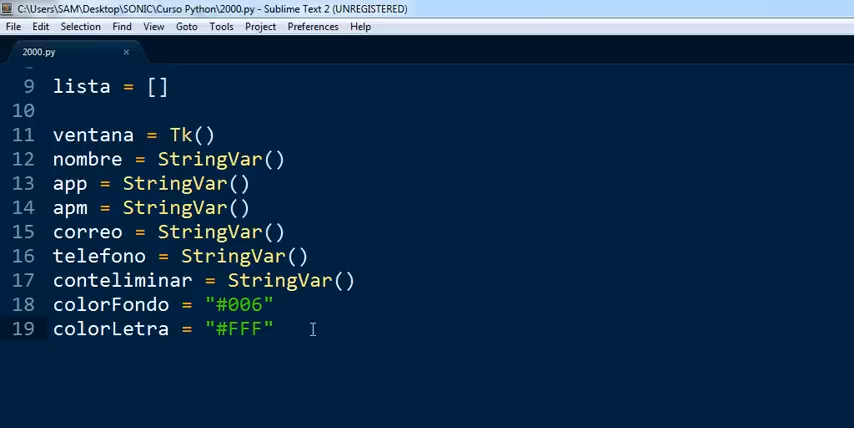 C:\Users\SAM\Desktop\SONIC\Curso Python\2000.py - Sublime Text 2 (UNREGISTERED)
File Edit Selection Find View Goto Tools Project Preferences Help
2000.py ×
9 lista = []
10
11 ventana = Tk()
12 nombre = StringVar()
13 app = StringVar()
14 apm = StringVar()
15 correo = StringVar()
16 telefono = StringVar()
17 conteliminar = StringVar()
18 colorFondo = "#006"
19 colorLetra = "#FFF"